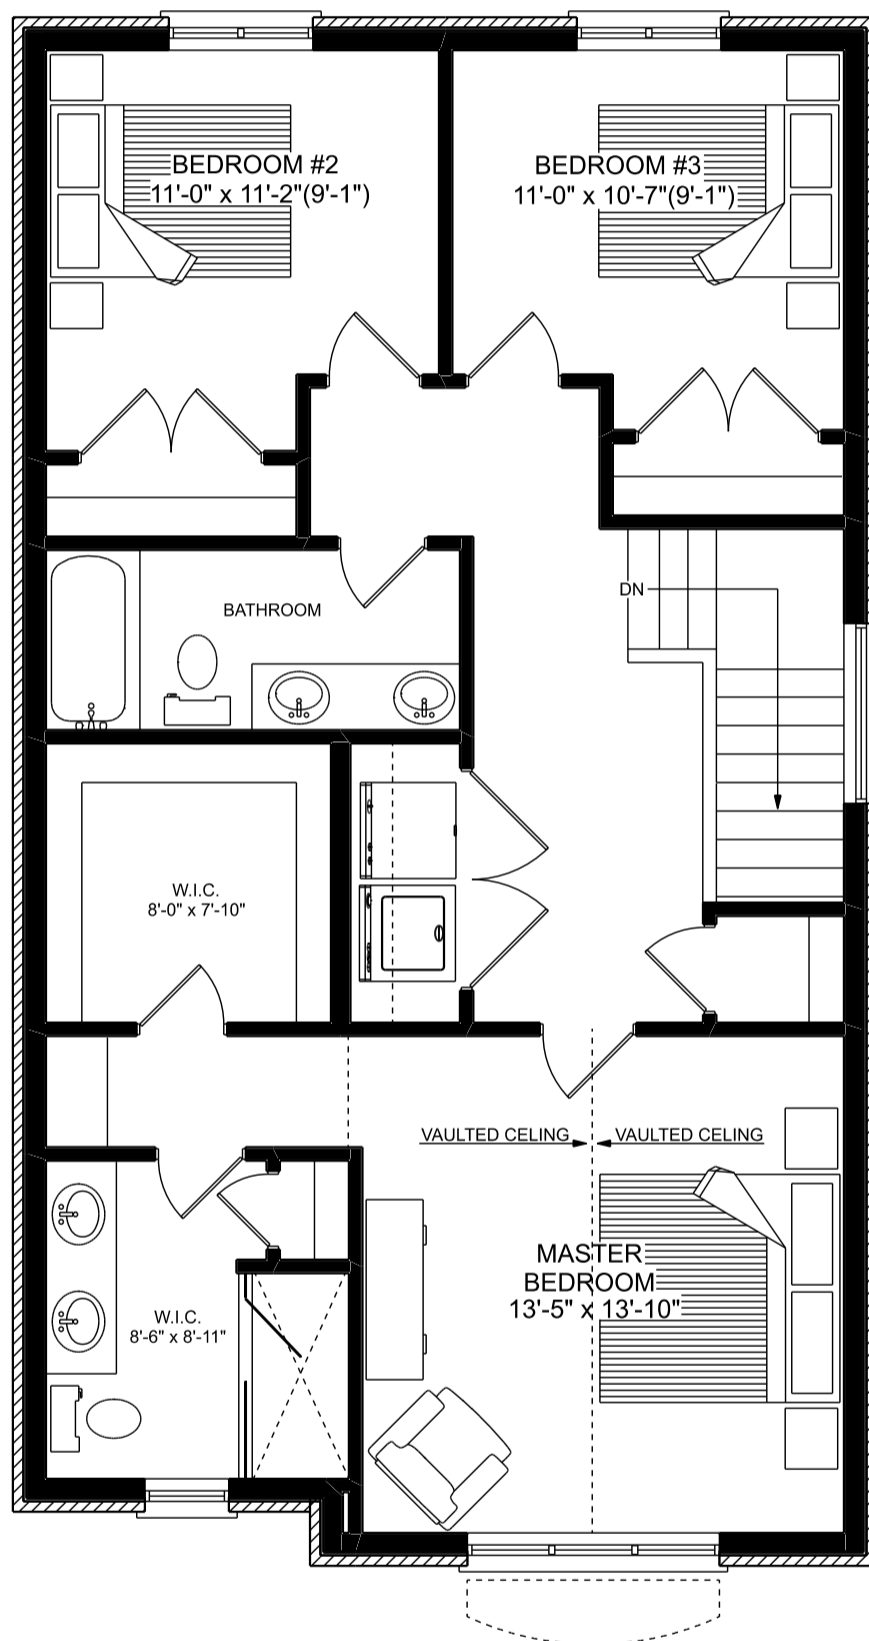 BEDROOM #2
11'-0" x 11'-2"(9'-1")
BEDROOM #3
11'-0" x 10'-7"(9'-1")
DN
BATHROOM
W.I.C.
8'-0" x 7'-10"
VAULTED CELING
VAULTED CELING
MASTER
BEDROOM
13'-5" x 13'-10"
W.I.C.
8'-6" x 8'-11"